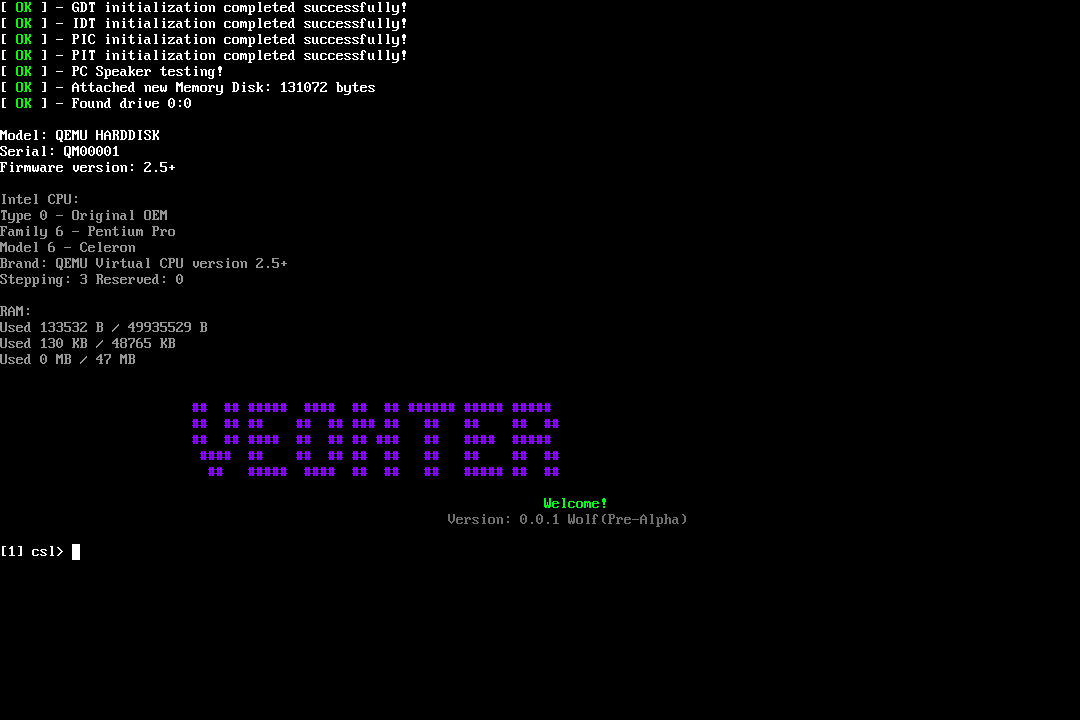 [ OK ] - GDT initialization completed successfully!
[ OK ] - IDT initialization completed successfully!
[ OK ] - PIC initialization completed successfully!
[ OK ] - PIT initialization completed successfully!
[ OK ] - PC Speaker testing!
[ OK ] - Attached new Memory Disk: 131072 bytes
[ OK ] - Found drive 0:0
Model: QEMU HARDDISK
Serial: QM00001
Firmware version: 2.5+
Intel CPU:
Type 0 - Original OEM
Family 6 - Pentium Pro
Model 6 - Celeron
Brand: QEMU Virtual CPU version 2.5+
Stepping: 3 Reserved: 0
RAM:
Used 133532 B / 49935529 B
Used 130 KB / 48765 KB
Used 0 MB / 47 MB
VEONTER
Welcome!
Version: 0.0.1 Wolf(Pre-Alpha)
[1] csl>